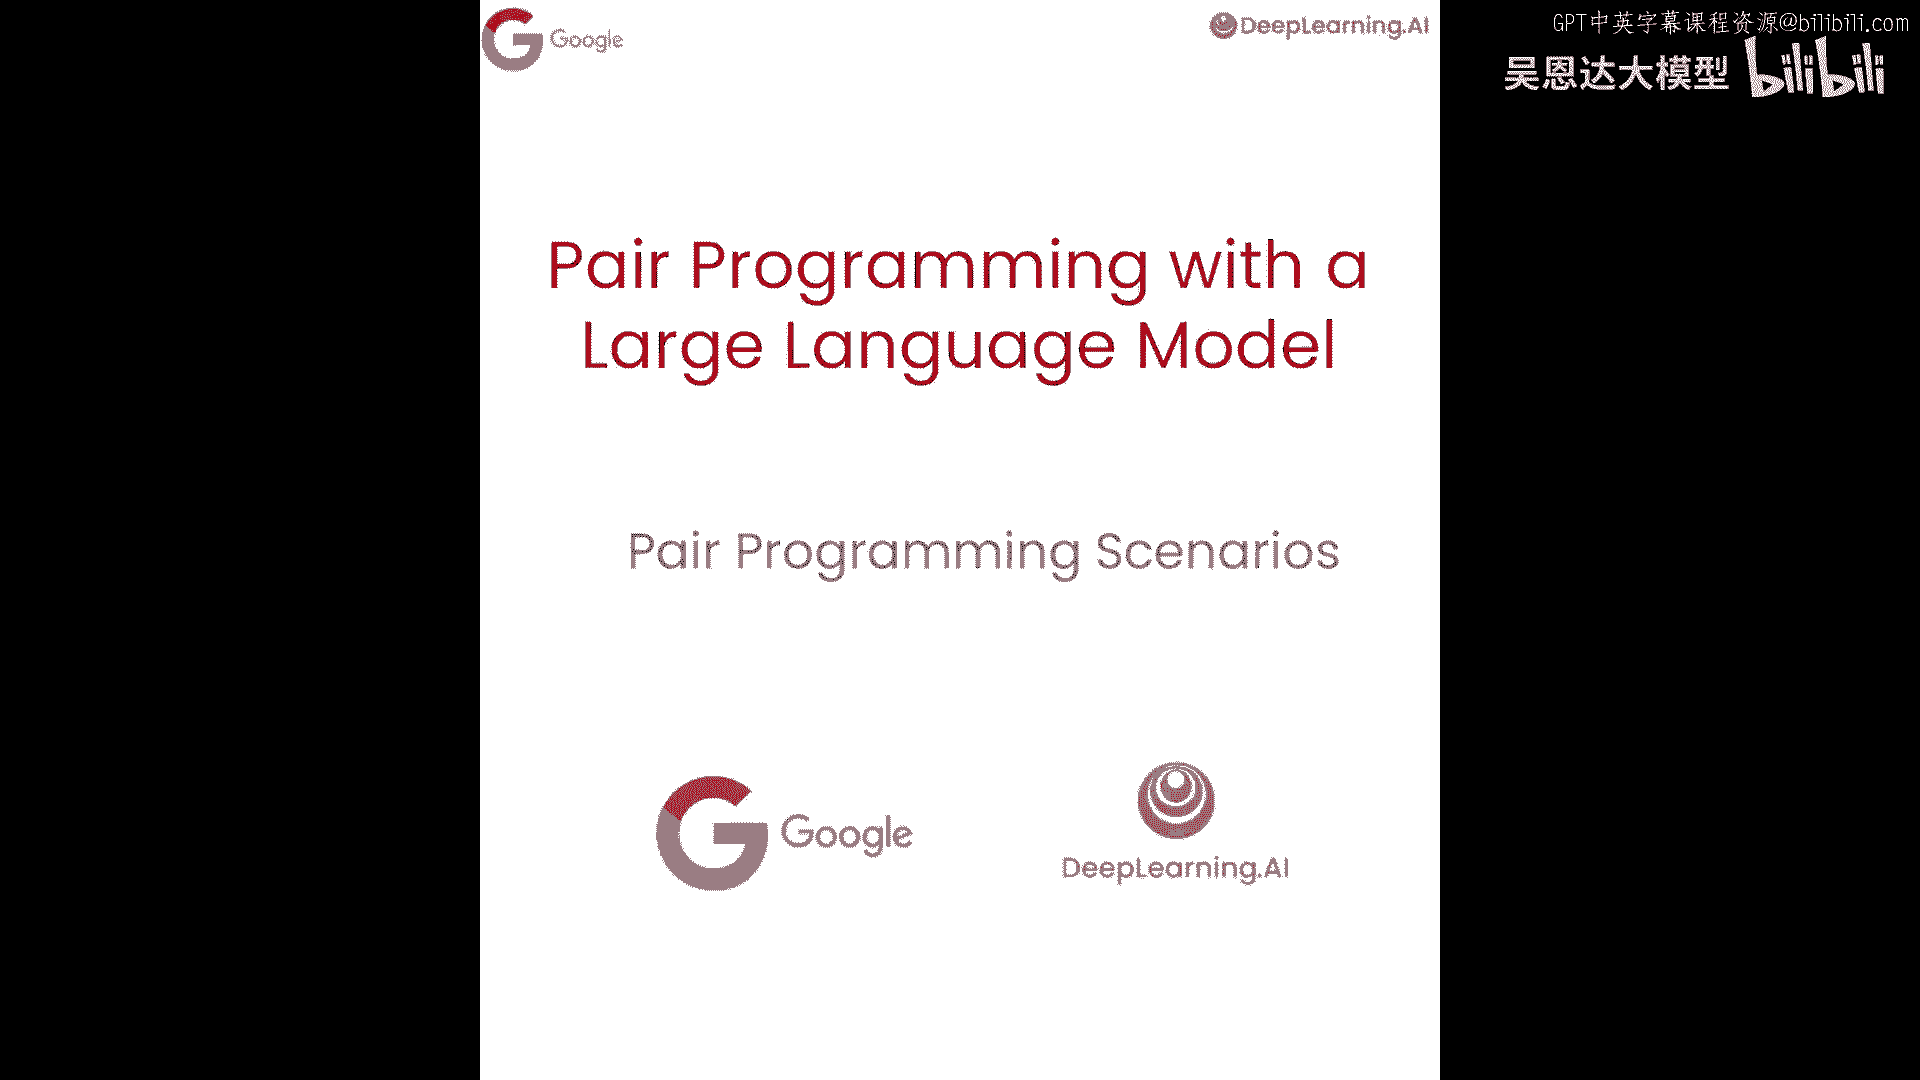 Google
DeepLearning.AI
GPT中英字幕课程资源@bilibili.com
吴恩达大模型 bilibili
Pair Programming with a
Large Language Model
Pair Programming Scenarios
Google
DeepLearning.AI